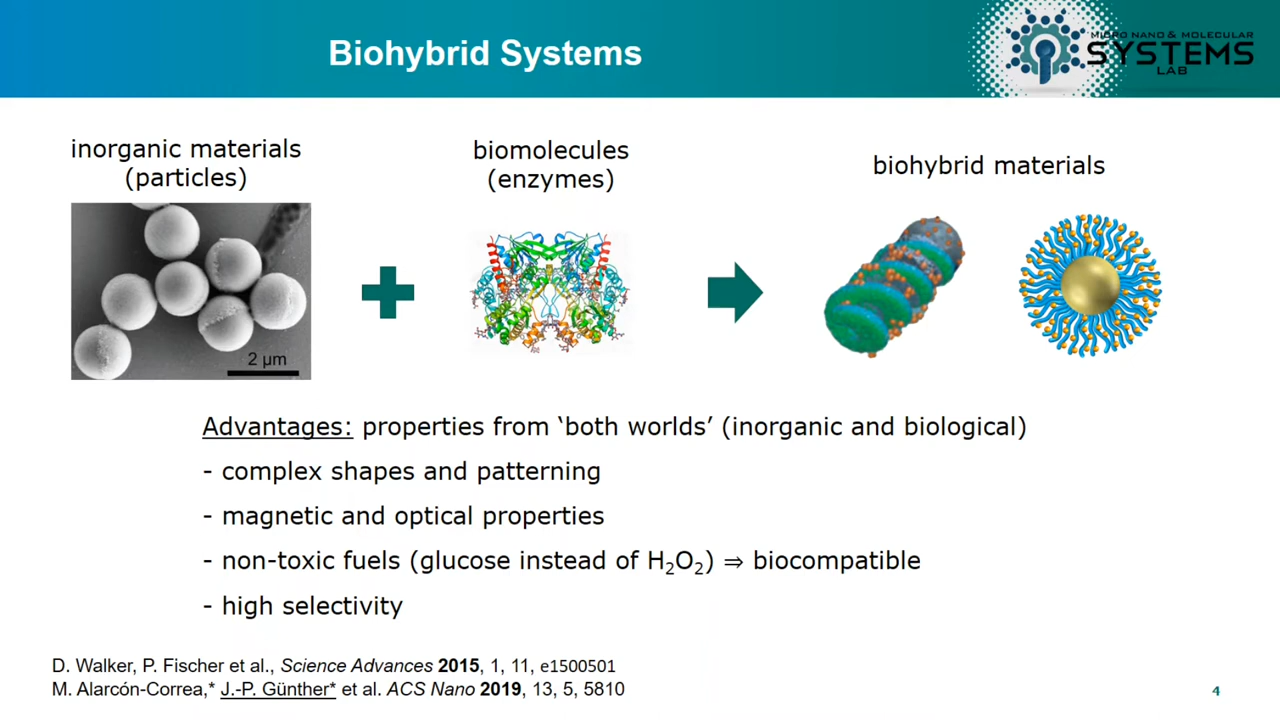 Biohybrid Systems
MICRO NANO & MOLECULAR
SYSTEMS
LAB
inorganic materials
(particles)
biomolecules
(enzymes)
biohybrid materials
2 µm
Advantages: properties from ‘both worlds’ (inorganic and biological)
- complex shapes and patterning
- magnetic and optical properties
- non-toxic fuels (glucose instead of H₂O₂) ⇒ biocompatible
- high selectivity
D. Walker, P. Fischer et al., Science Advances 2015, 1, 11, e1500501
M. Alarcón-Correa,* J.-P. Günther* et al. ACS Nano 2019, 13, 5, 5810
4